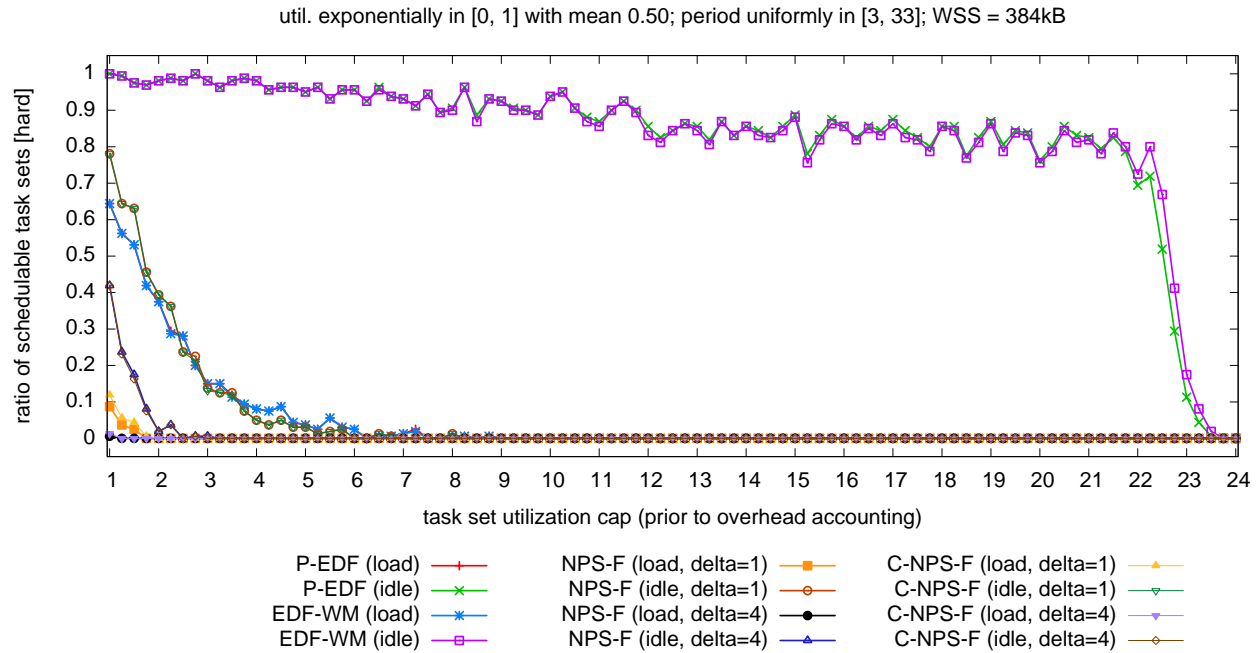 util. exponentially in [0, 1] with mean 0.50; period uniformly in [3, 33]; WSS = 384kB
ratio of schedulable task sets [hard]
1
0.9
0.8
0.7
0.6
0.5
0.4
0.3
0.2
0.1
0
1 2 3 4 5 6 7 8 9 10 11 12 13 14 15 16 17 18 19 20 21 22 23 24
task set utilization cap (prior to overhead accounting)
P-EDF (load) NPS-F (load, delta=1) C-NPS-F (load, delta=1)
P-EDF (idle) NPS-F (idle, delta=1) C-NPS-F (idle, delta=1)
EDF-WM (load) NPS-F (load, delta=4) C-NPS-F (load, delta=4)
EDF-WM (idle) NPS-F (idle, delta=4) C-NPS-F (idle, delta=4)